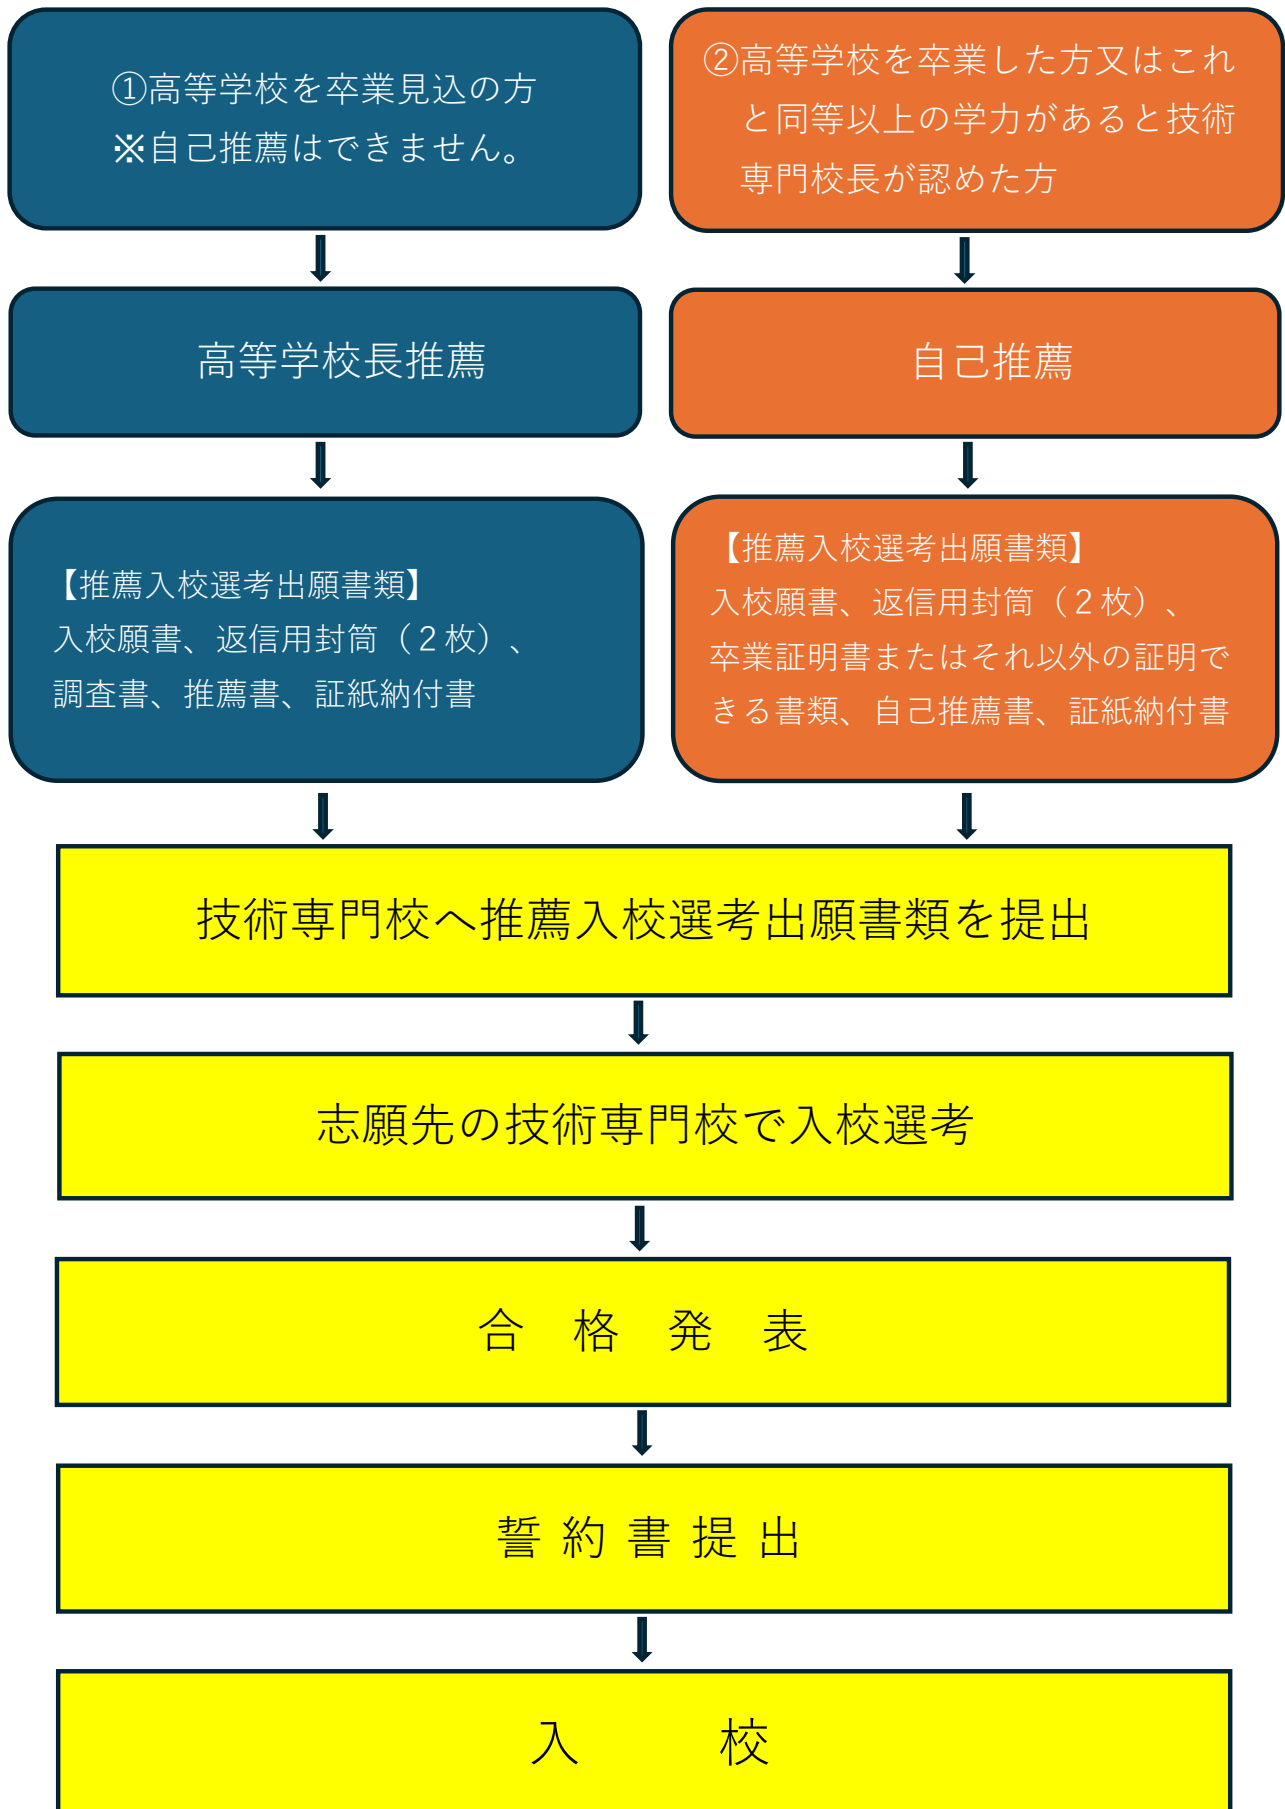 ①高等学校を卒業見込の方
※自己推薦はできません。
②高等学校を卒業した方又はこれ
と同等以上の学力があると技術
専門校長が認めた方
高等学校長推薦
自己推薦
【推薦入校選考出願書類】
入校願書、返信用封筒（２枚）、
調査書、推薦書、証紙納付書
【推薦入校選考出願書類】
入校願書、返信用封筒（２枚）、
卒業証明書またはそれ以外の証明で
きる書類、自己推薦書、証紙納付書
技術専門校へ推薦入校選考出願書類を提出
志願先の技術専門校で入校選考
合　格　発　表
誓 約 書 提 出
入　　　校